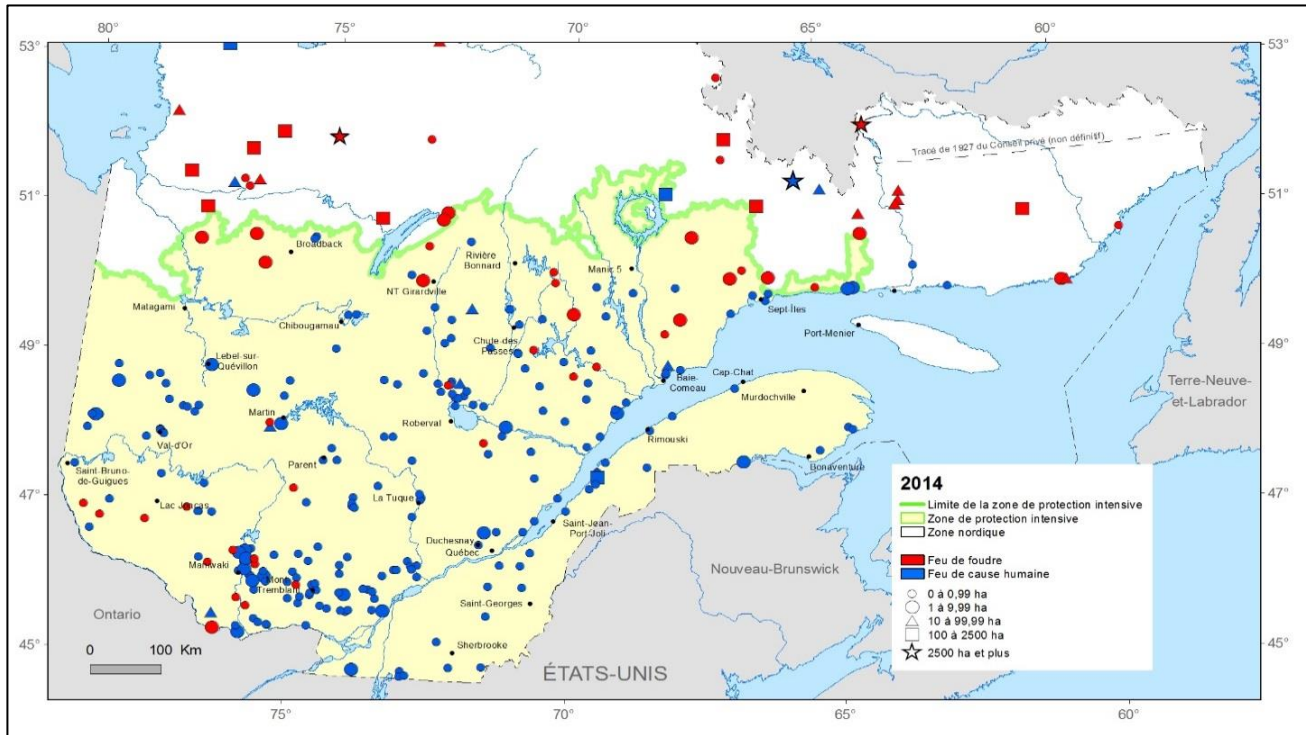 80° 75° 70° 65° 60°
53° 53°
Tracé de 1927 du Conseil privé (non définitif)
51° 51°
Broadback
Rivière
Bonnard
Manic 5
NT Girardville
Sept-Îles
Matagami
Chibougamau
Chute-des-
Passes
Port-Menier
49° 49°
Lebel-sur-
Quévillon
Baie-
Comeau
Cap-Chat
Murdochville
Terre-Neuve-
et-Labrador
Martin
Roberval
Val-d'Or
Rimouski
Saint-Bruno-
de-Guigues
Parent
Bonaventure
La Tuque
47° 47°
Lac Jonças
Saint-Jean-
Port-Joli
Duchesnay
Québec
Maniwaki
Mont-
Tremblant
Nouveau-Brunswick
Ontario
Saint-Georges
45° 45°
Sherbrooke
0 100 Km
ÉTATS-UNIS
2014
Limite de la zone de protection intensive
Zone de protection intensive
Zone nordique
Feu de foudre
Feu de cause humaine
0 à 0,99 ha
1 à 9,99 ha
10 à 99,99 ha
100 à 2500 ha
2500 ha et plus
75° 70° 65° 60°